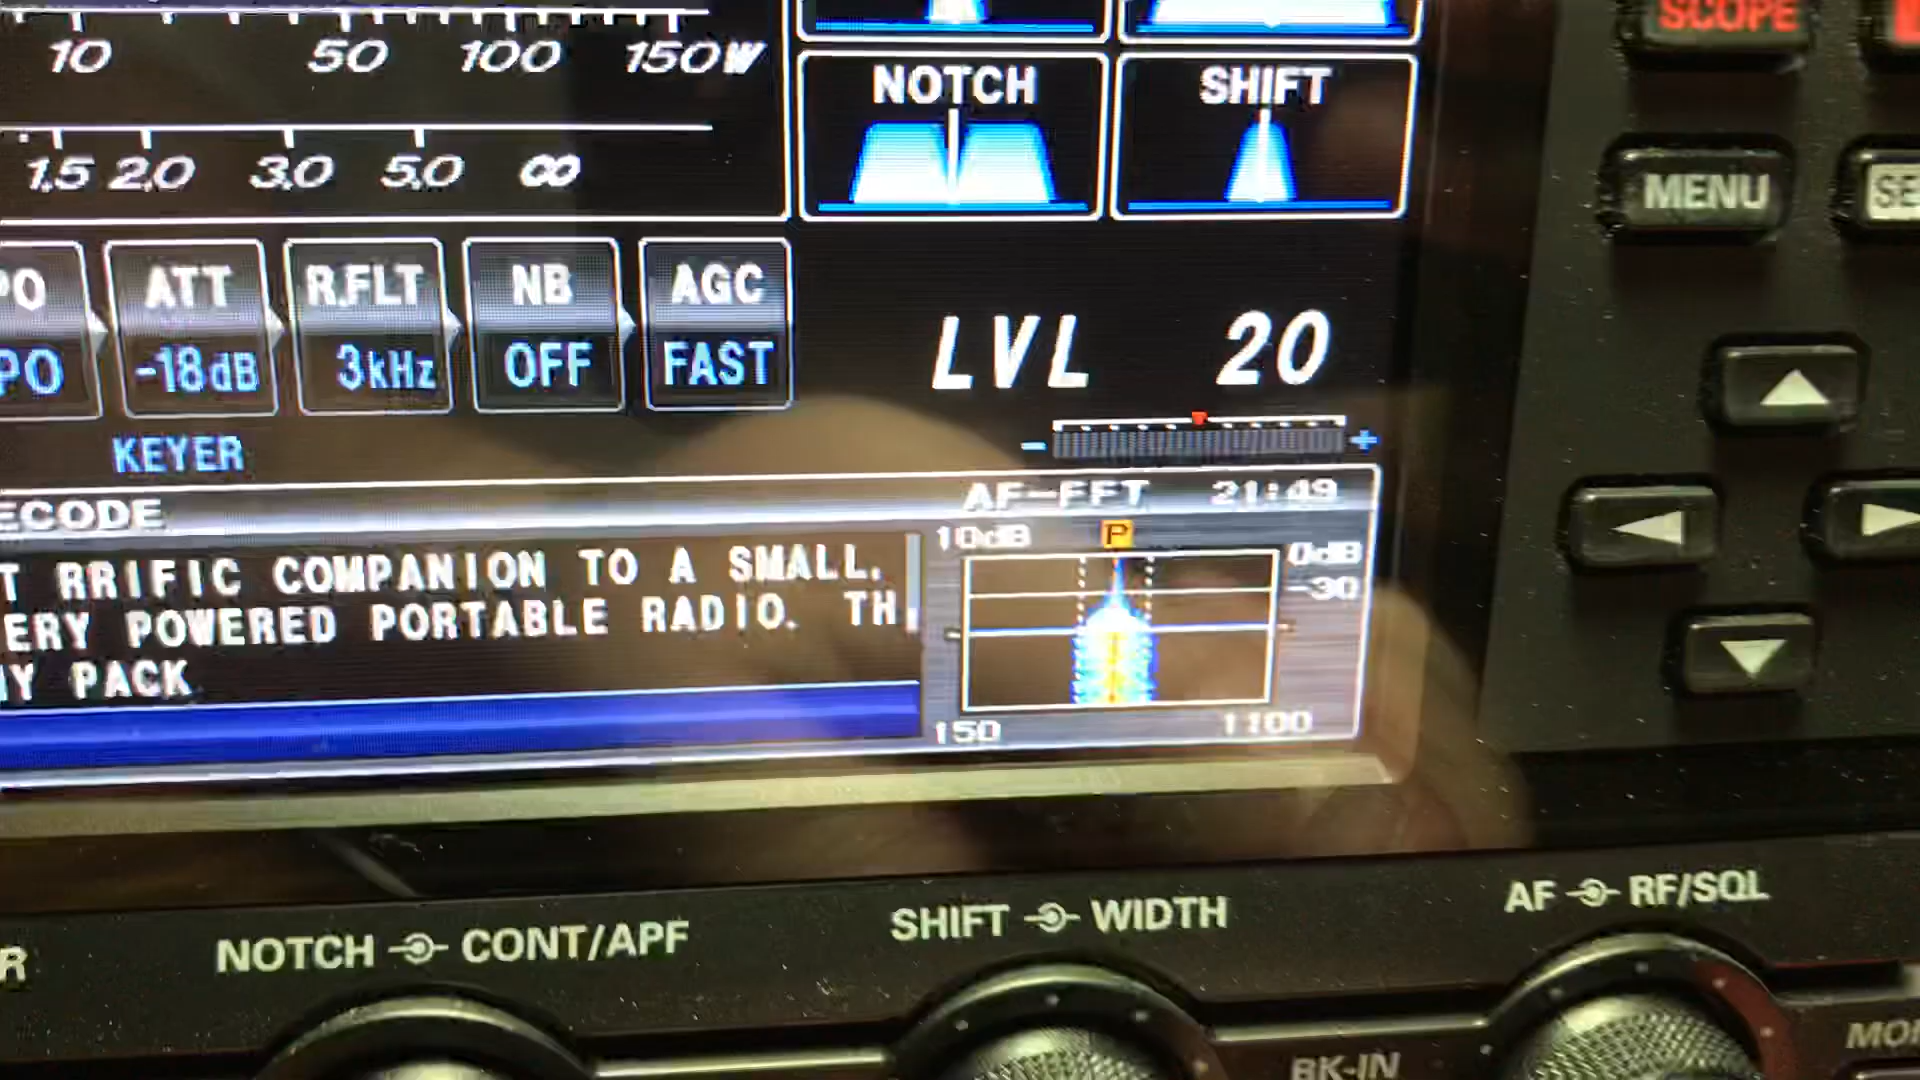 10 50 100 150W
1.5 2.0 3.0 5.0 ∞
SCOPE
NOTCH SHIFT
MENU
PO ATT R.FLT NB AGC
PO -18dB 3kHz OFF FAST
LVL 20
KEYER
- +
ECODE
AF-FFT 21:49
T RRIFIC COMPANION TO A SMALL.
ERY POWERED PORTABLE RADIO. TH
Y PACK
10dB P 0dB
-30
150 1100
R NOTCH CONT/APF SHIFT WIDTH AF RF/SQL
BK-IN